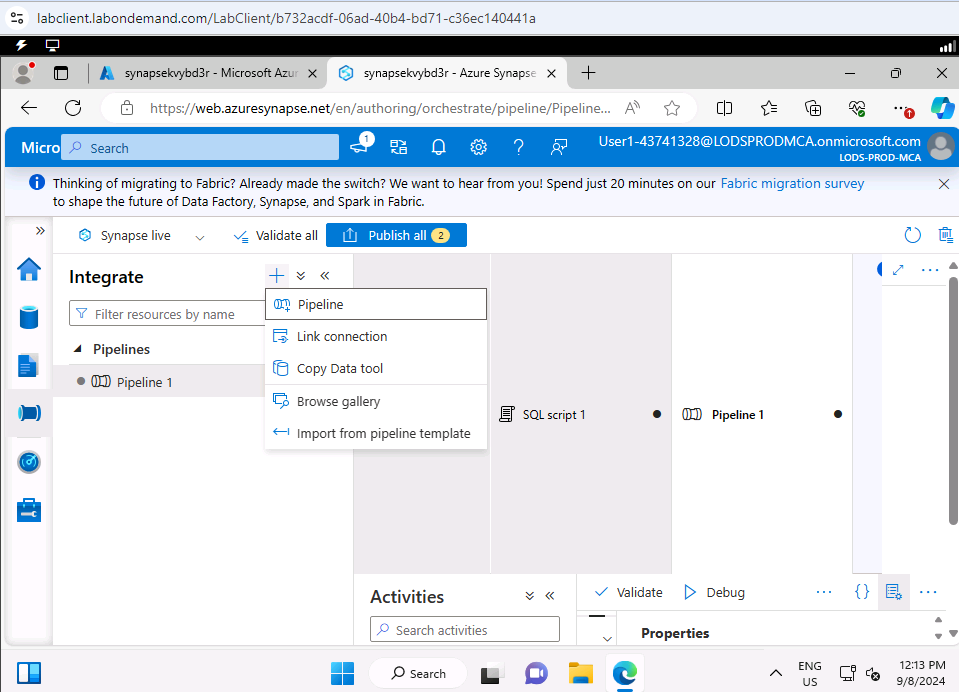 labclient.labondemand.com/LabClient/b732acdf-06ad-40b4-bd71-c36ec140441a
synapsekvybd3r - Microsoft Azur
synapsekvybd3r - Azure Synapse
https://web.azuresynapse.net/en/authoring/orchestrate/pipeline/Pipeline...
Micro
Search
1
User1-43741328@LODSPRODMCA.onmicrosoft.com
LODS-PROD-MCA
Thinking of migrating to Fabric? Already made the switch? We want to hear from you! Spend just 20 minutes on our Fabric migration survey
to shape the future of Data Factory, Synapse, and Spark in Fabric.
Synapse live
Validate all
Publish all 2
Integrate
Pipeline
Filter resources by name
Link connection
Pipelines
Copy Data tool
Pipeline 1
Browse gallery
SQL script 1
Pipeline 1
Import from pipeline template
Activities
Validate
Debug
Search activities
Properties
Search
ENG
US
12:13 PM
9/8/2024